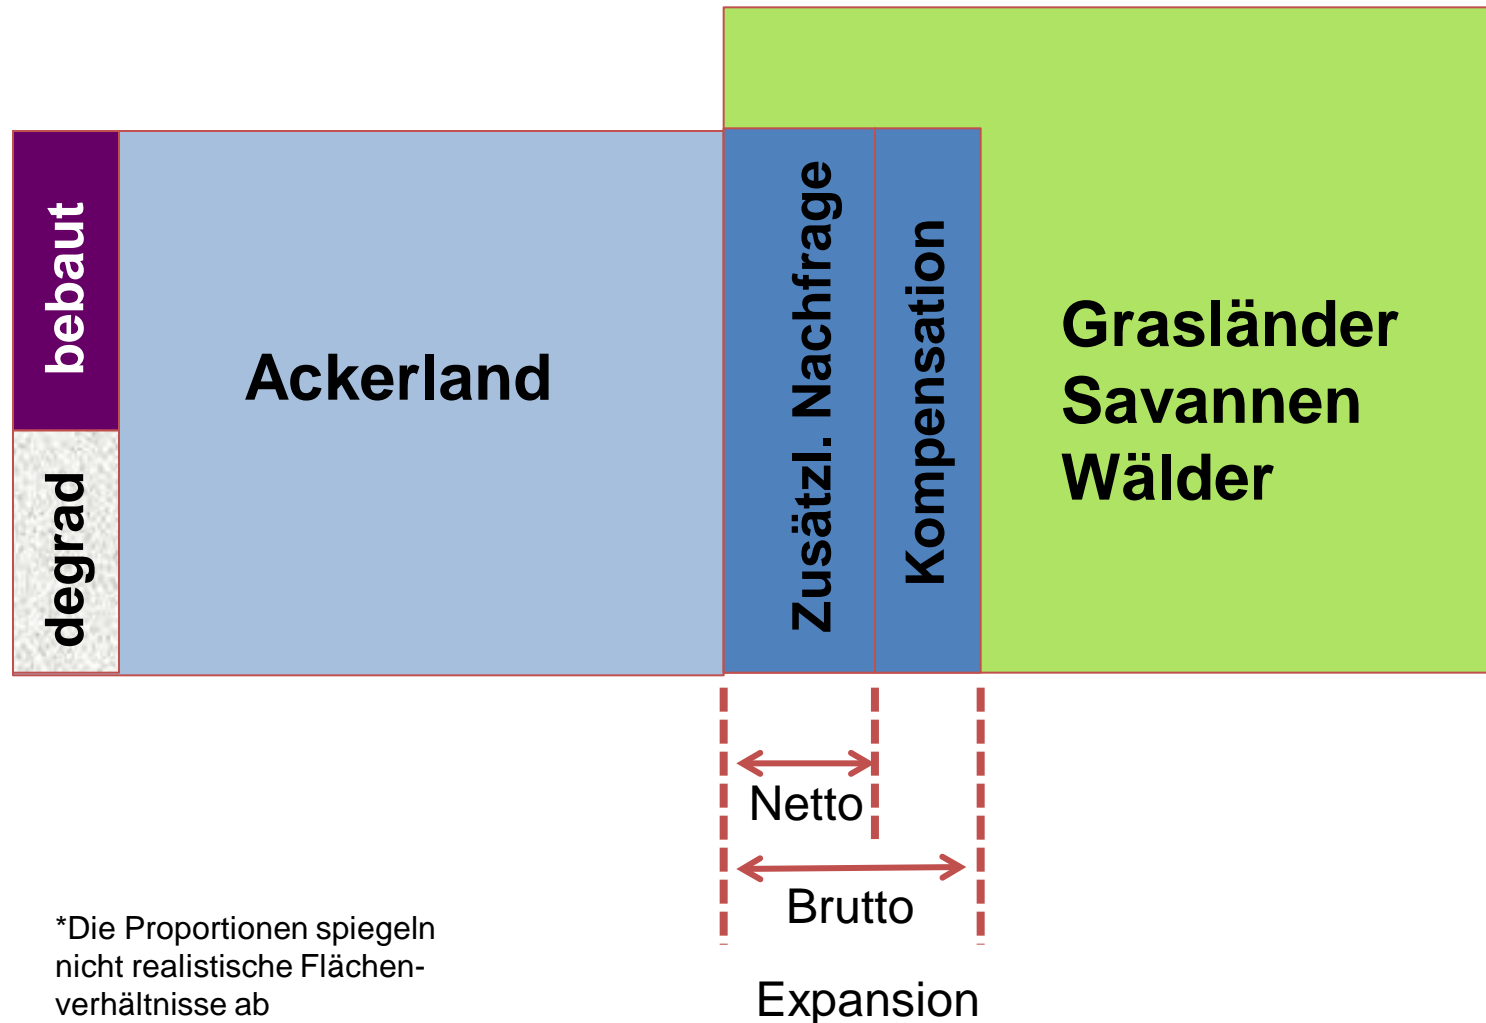 bebaut
degrad
Ackerland
Zusätzl. Nachfrage
Kompensation
Grasländer
Savannen
Wälder
Netto
Brutto
Expansion
*Die Proportionen spiegeln
nicht realistische Flächen-
verhältnisse ab